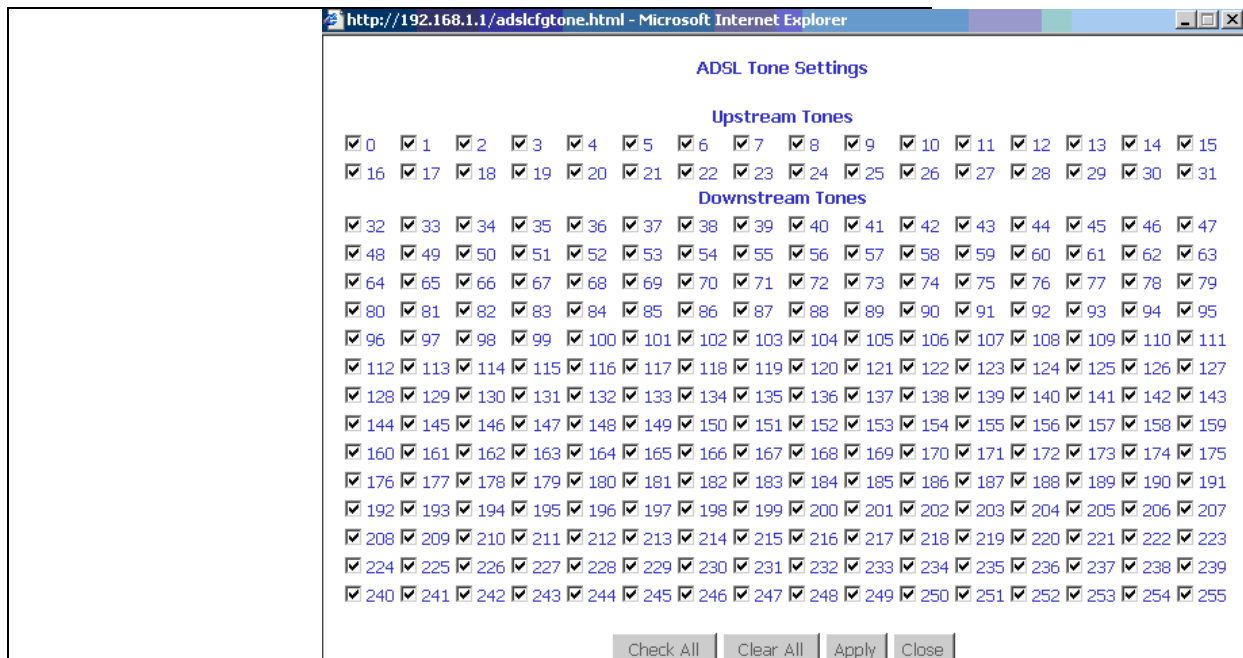 http://192.168.1.1/adslcfgtone.html - Microsoft Internet Explorer
ADSL Tone Settings
Upstream Tones
0 1 2 3 4 5 6 7 8 9 10 11 12 13 14 15
16 17 18 19 20 21 22 23 24 25 26 27 28 29 30 31
Downstream Tones
32 33 34 35 36 37 38 39 40 41 42 43 44 45 46 47
48 49 50 51 52 53 54 55 56 57 58 59 60 61 62 63
64 65 66 67 68 69 70 71 72 73 74 75 76 77 78 79
80 81 82 83 84 85 86 87 88 89 90 91 92 93 94 95
96 97 98 99 100 101 102 103 104 105 106 107 108 109 110 111
112 113 114 115 116 117 118 119 120 121 122 123 124 125 126 127
128 129 130 131 132 133 134 135 136 137 138 139 140 141 142 143
144 145 146 147 148 149 150 151 152 153 154 155 156 157 158 159
160 161 162 163 164 165 166 167 168 169 170 171 172 173 174 175
176 177 178 179 180 181 182 183 184 185 186 187 188 189 190 191
192 193 194 195 196 197 198 199 200 201 202 203 204 205 206 207
208 209 210 211 212 213 214 215 216 217 218 219 220 221 222 223
224 225 226 227 228 229 230 231 232 233 234 235 236 237 238 239
240 241 242 243 244 245 246 247 248 249 250 251 252 253 254 255
Check All Clear All Apply Close